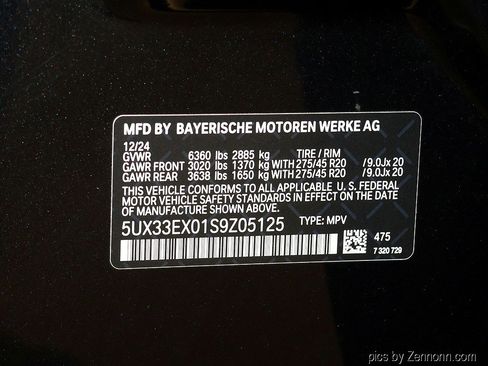 MFD BY BAYERISCHE MOTOREN WERKE AG
12/24
GVWR 6360 lbs 2885 kg TIRE / RIM
GAWR FRONT 3020 lbs 1370 kg WITH 275/45 R20 / 9.0Jx 20
GAWR REAR 3638 lbs 1650 kg WITH 275/45 R20 / 9.0Jx 20
THIS VEHICLE CONFORMS TO ALL APPLICABLE U. S. FEDERAL
MOTOR VEHICLE SAFETY STANDARDS IN EFFECT ON THE DATE
OF MANUFACTURE SHOWN ABOVE.
5UX33EX01S9Z05125 TYPE: MPV
475
7 320 729
pics by Zennonn.com